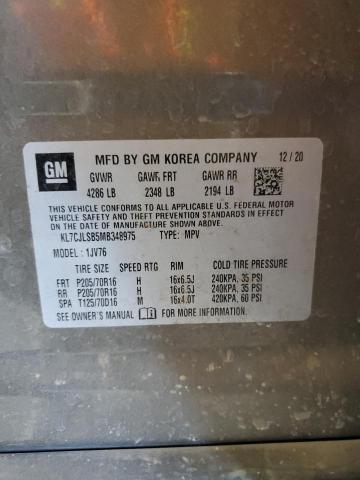 GM
MFD BY GM KOREA COMPANY 12/20
GVWR GAWR FRT GAWR RR
4286 LB 2348 LB 2194 LB
THIS VEHICLE CONFORMS TO ALL APPLICABLE U.S. FEDERAL MOTOR
VEHICLE SAFETY, BUMPER, AND THEFT PREVENTION STANDARDS IN
EFFECT ON THE DATE OF MANUFACTURE SHOWN ABOVE.
KL7CJLSB5MB348975 TYPE: MPV
MODEL: 1JV76
TIRE SIZE SPEED RTG RIM COLD TIRE PRESSURE
FRT P205/70R16 H 16x6.5J 240KPA, 35 PSI
RR P205/70R16 H 16x6.5J 240KPA, 35 PSI
SPA T125/70D16 M 16x4.0T 420KPA, 60 PSI
SEE OWNER'S MANUAL FOR MORE INFORMATION